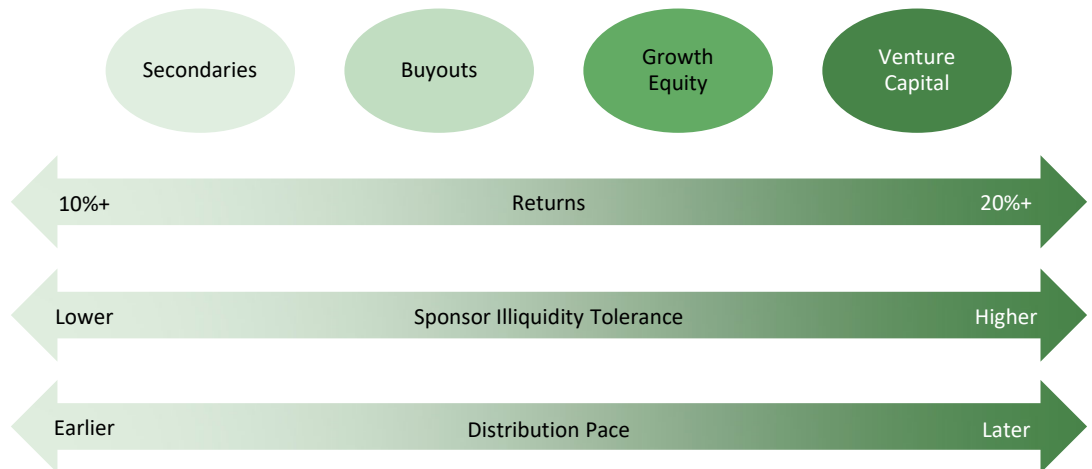 Secondaries
Buyouts
Growth
Equity
Venture
Capital
10%+ Returns 20%+
Lower Sponsor Illiquidity Tolerance Higher
Earlier Distribution Pace Later